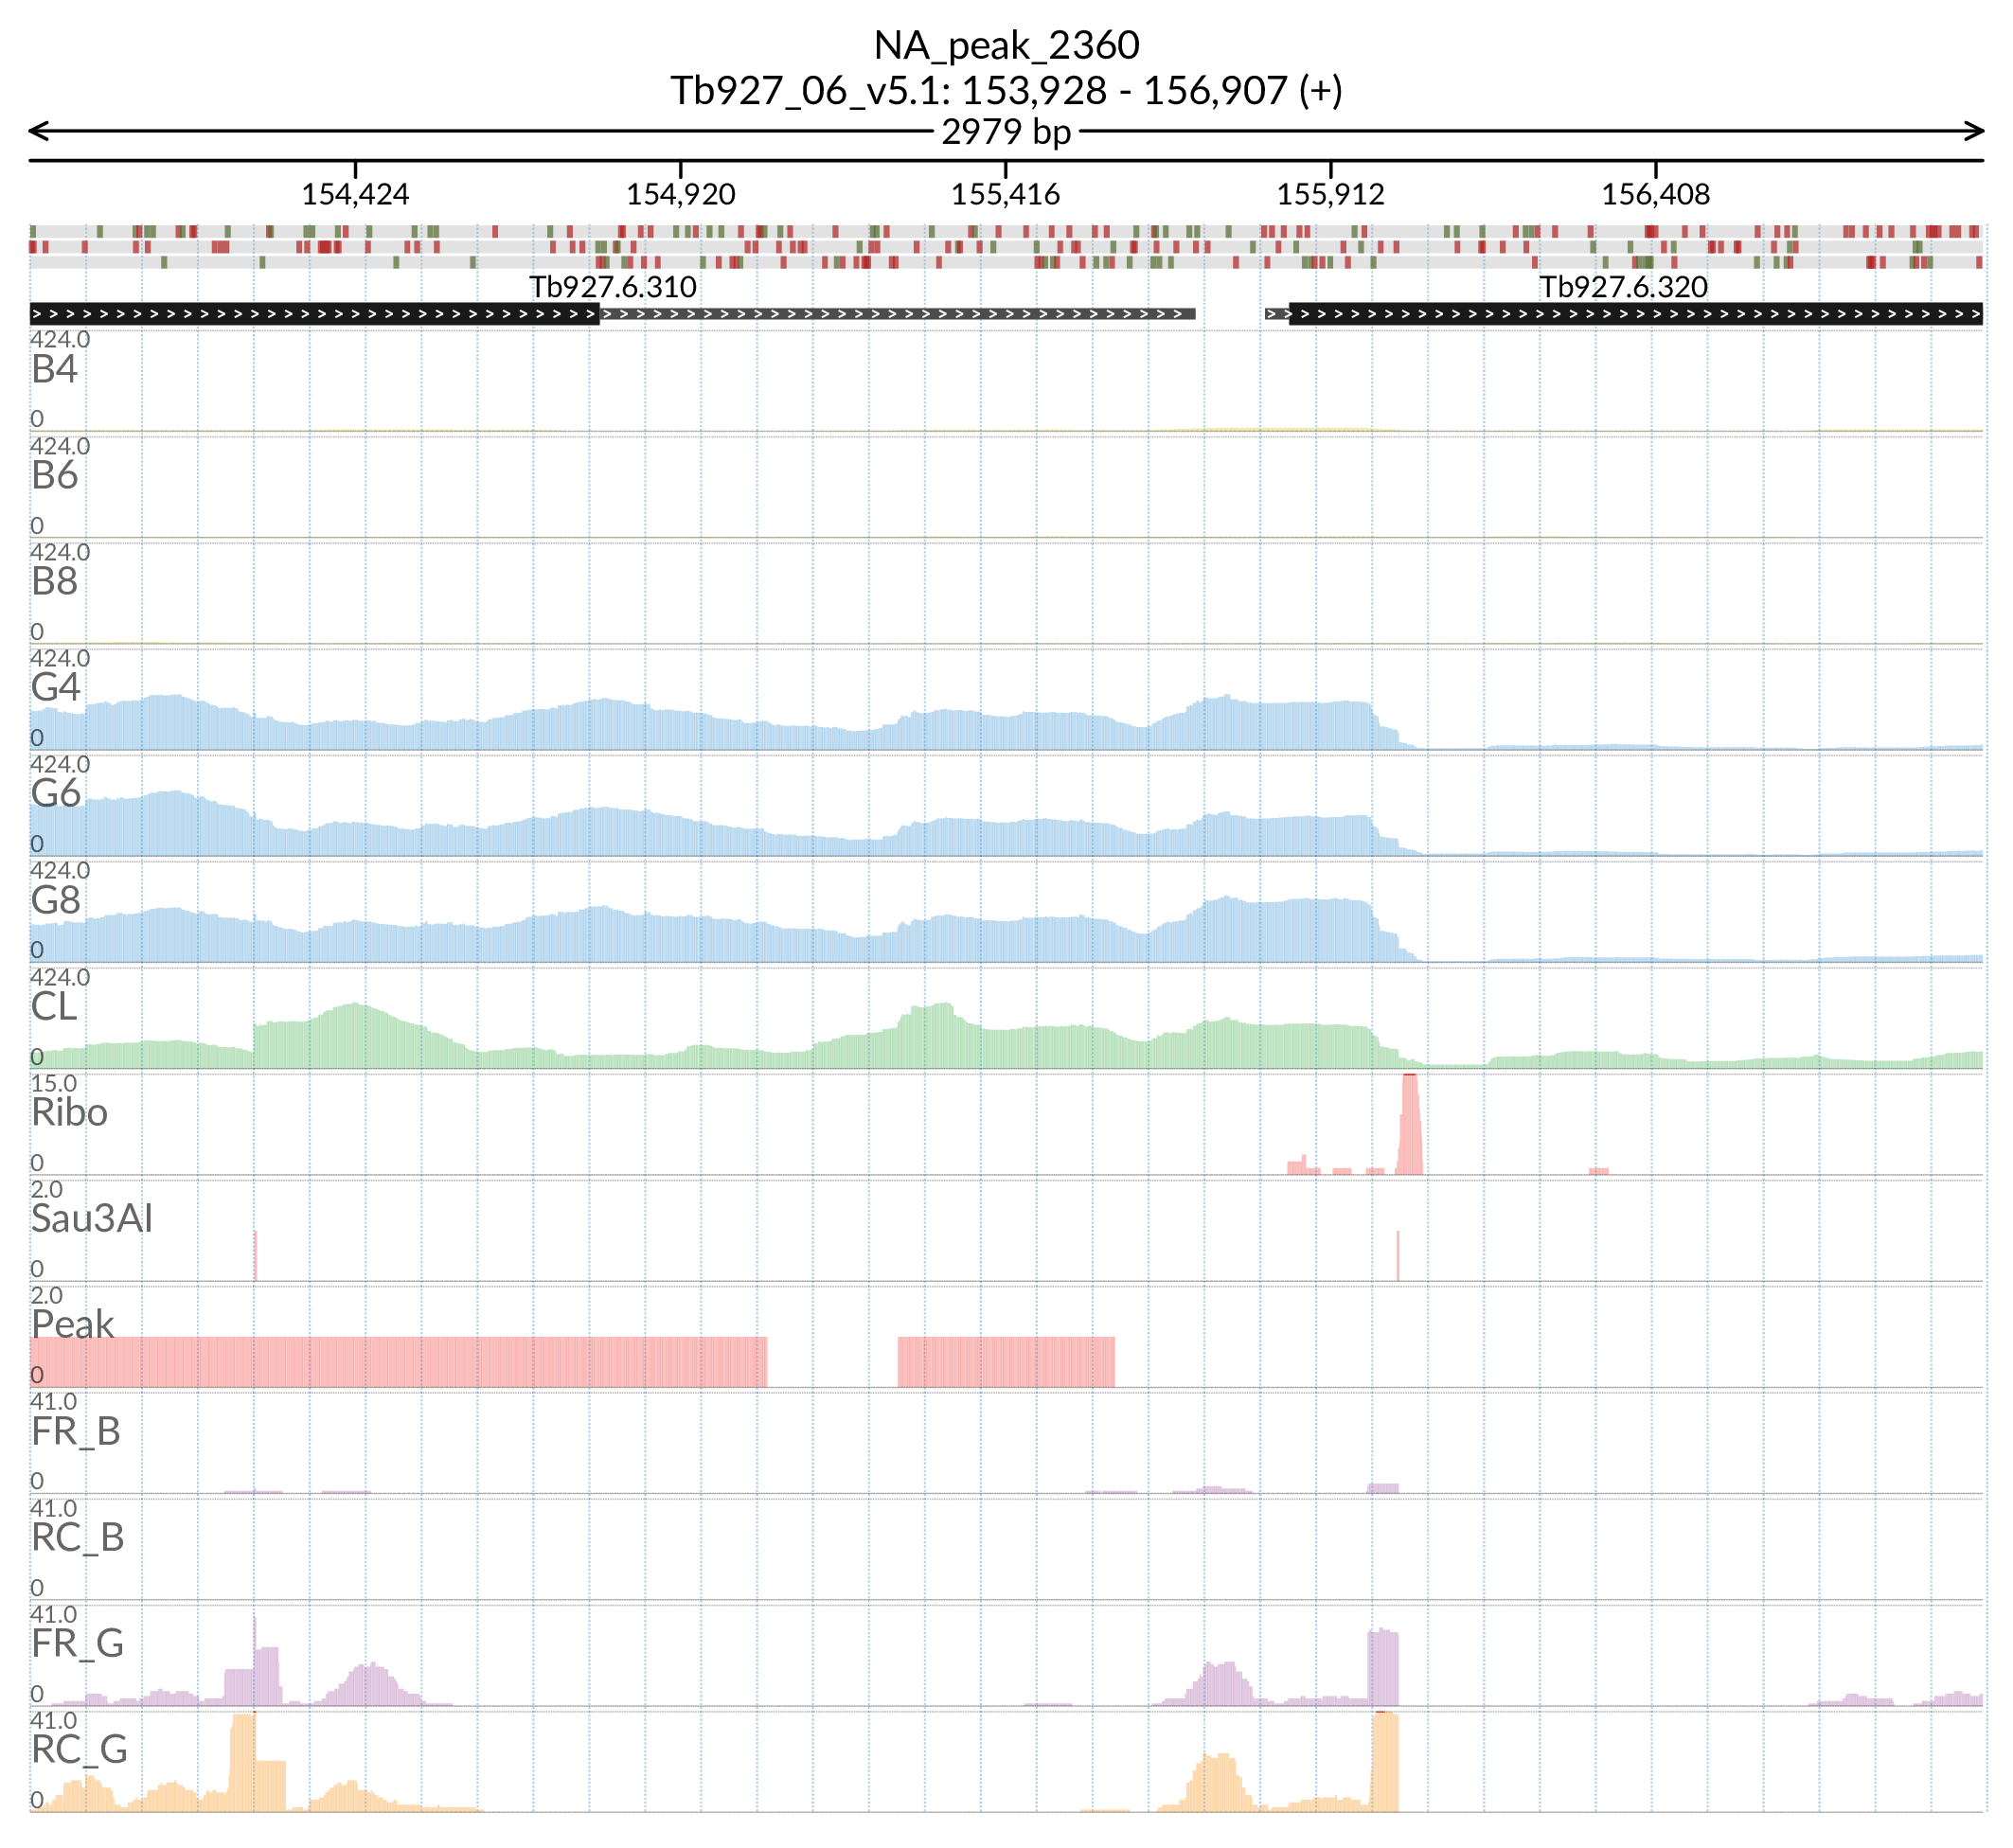 NA_peak_2360
Tb927_06_v5.1: 153,928 - 156,907 (+)
2979 bp
154,424 154,920 155,416 155,912 156,408
Tb927.6.310 Tb927.6.320
424.0
B4
0
424.0
B6
0
424.0
B8
0
424.0
G4
0
424.0
G6
0
424.0
G8
0
424.0
CL
0
15.0
Ribo
0
2.0
Sau3AI
0
2.0
Peak
0
41.0
FR_B
0
41.0
RC_B
0
41.0
FR_G
0
41.0
RC_G
0